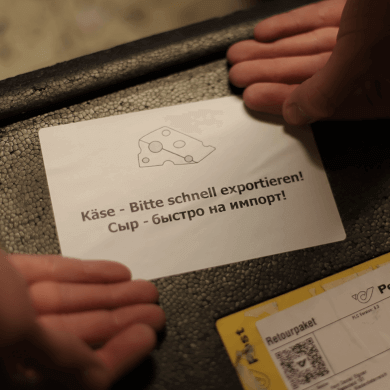 Käse - Bitte schnell exportieren!
Сыр - быстро на импорт!
Retourpaket